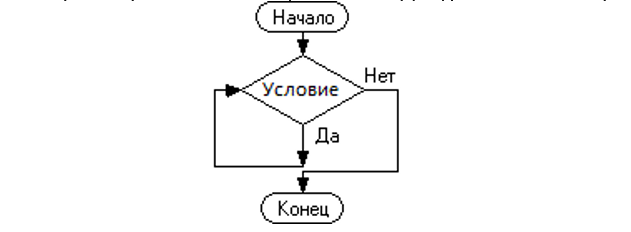 Начало
Нет
Условие
Да
Конец